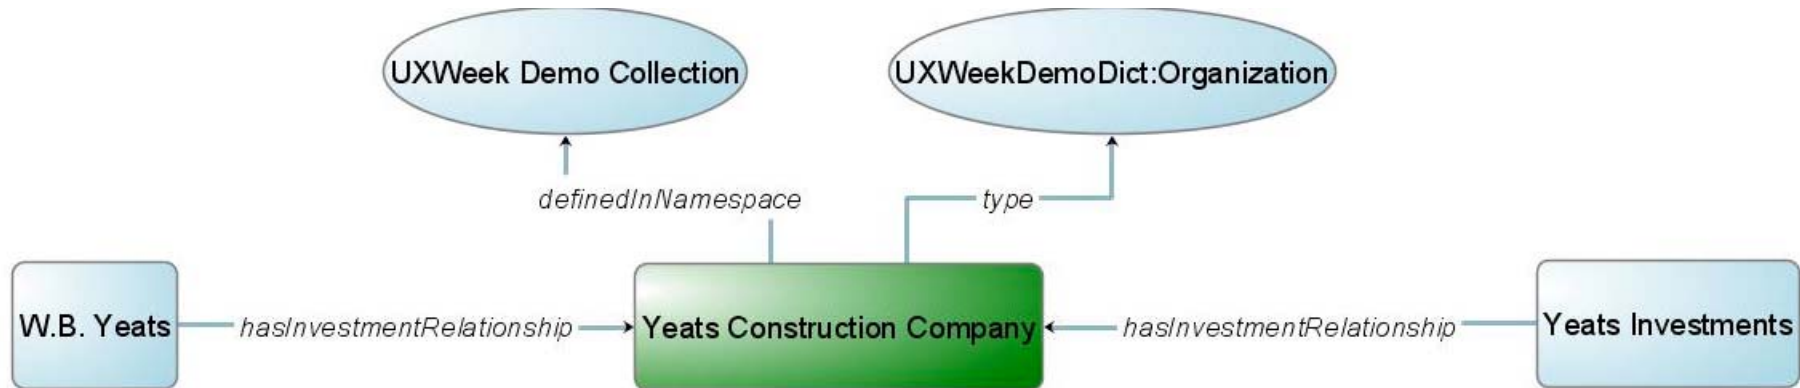 UXWeek Demo Collection
UXWeekDemoDict:Organization
definedInNamespace
type
W.B. Yeats
hasInvestmentRelationship
Yeats Construction Company
hasInvestmentRelationship
Yeats Investments